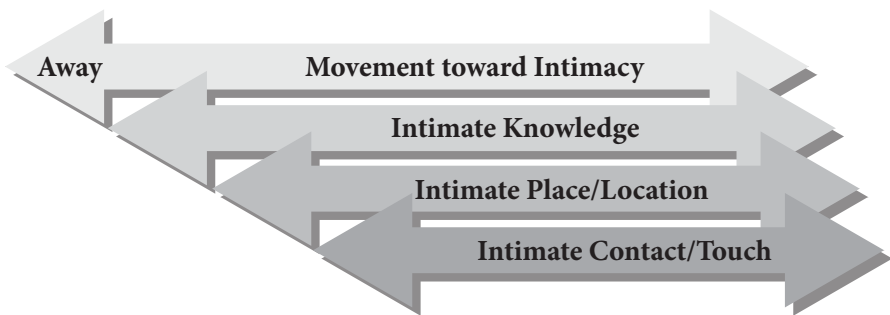 Away Movement toward Intimacy
Intimate Knowledge
Intimate Place/Location
Intimate Contact/Touch